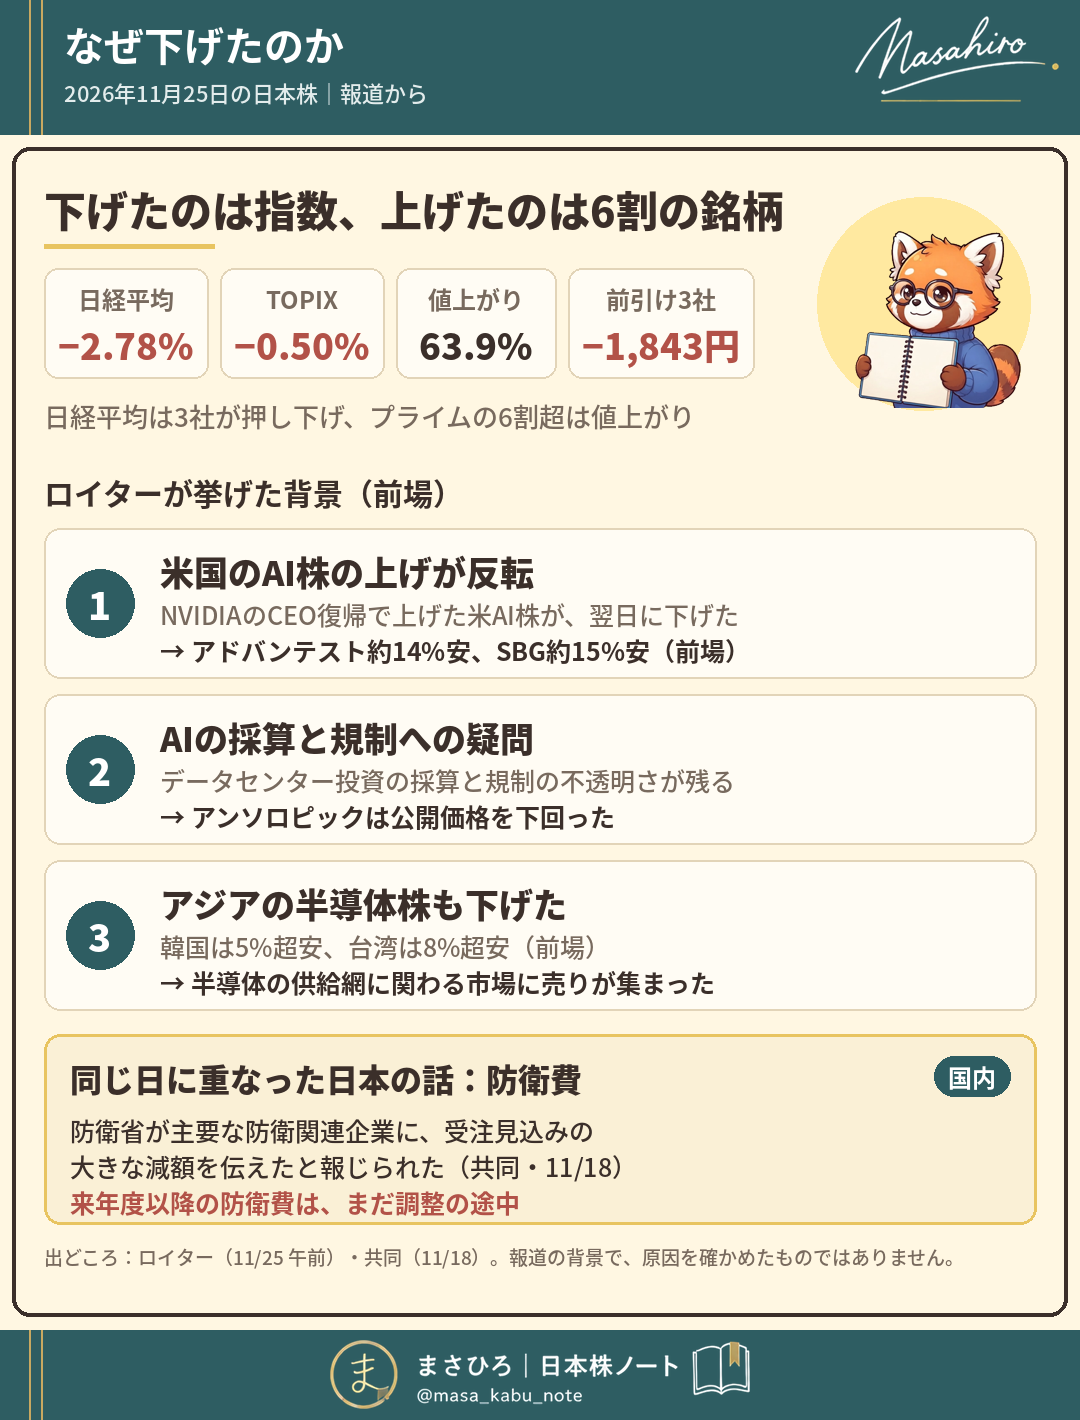 なぜ下げたのか
2026年11月25日の日本株｜報道から
Masahiro
下げたのは指数、上げたのは6割の銘柄
日経平均
−2.78%
TOPIX
−0.50%
値上がり
63.9%
前引け3社
−1,843円
日経平均は3社が押し下げ、プライムの6割超は値上がり
ロイターが挙げた背景（前場）
1
米国のAI株の上げが反転
NVIDIAのCEO復帰で上げた米AI株が、翌日に下げた
→ アドバンテスト約14%安、SBG約15%安（前場）
2
AIの採算と規制への疑問
データセンター投資の採算と規制の不透明さが残る
→ アンソロピックは公開価格を下回った
3
アジアの半導体株も下げた
韓国は5%超安、台湾は8%超安（前場）
→ 半導体の供給網に関わる市場に売りが集まった
同じ日に重なった日本の話：防衛費
国内
防衛省が主要な防衛関連企業に、受注見込みの
大きな減額を伝えたと報じられた（共同・11/18）
来年度以降の防衛費は、まだ調整の途中
出どころ：ロイター（11/25 午前）・共同（11/18）。報道の背景で、原因を確かめたものではありません。
ま
まさひろ｜日本株ノート
@masa_kabu_note